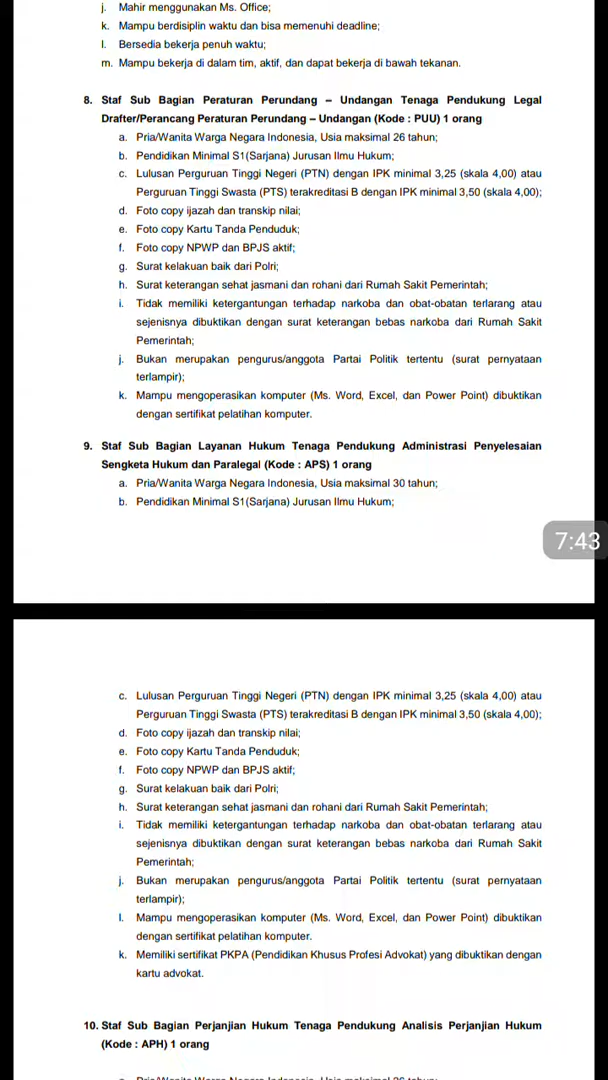 j. Mahir menggunakan Ms. Office;
k. Mampu berdisiplin waktu dan bisa memenuhi deadline;
l. Bersedia bekerja penuh waktu;
m. Mampu bekerja di dalam tim, aktif, dan dapat bekerja di bawah tekanan.
8. Staf Sub Bagian Peraturan Perundang – Undangan Tenaga Pendukung Legal
Drafter/Perancang Peraturan Perundang – Undangan (Kode : PUU) 1 orang
a. Pria/Wanita Warga Negara Indonesia, Usia maksimal 26 tahun;
b. Pendidikan Minimal S1(Sarjana) Jurusan Ilmu Hukum;
c. Lulusan Perguruan Tinggi Negeri (PTN) dengan IPK minimal 3,25 (skala 4,00) atau
Perguruan Tinggi Swasta (PTS) terakreditasi B dengan IPK minimal 3,50 (skala 4,00);
d. Foto copy ijazah dan transkip nilai;
e. Foto copy Kartu Tanda Penduduk;
f. Foto copy NPWP dan BPJS aktif;
g. Surat kelakuan baik dari Polri;
h. Surat keterangan sehat jasmani dan rohani dari Rumah Sakit Pemerintah;
i. Tidak memiliki ketergantungan terhadap narkoba dan obat-obatan terlarang atau
sejenisnya dibuktikan dengan surat keterangan bebas narkoba dari Rumah Sakit
Pemerintah;
j. Bukan merupakan pengurus/anggota Partai Politik tertentu (surat pernyataan
terlampir);
k. Mampu mengoperasikan komputer (Ms. Word, Excel, dan Power Point) dibuktikan
dengan sertifikat pelatihan komputer.
9. Staf Sub Bagian Layanan Hukum Tenaga Pendukung Administrasi Penyelesaian
Sengketa Hukum dan Paralegal (Kode : APS) 1 orang
a. Pria/Wanita Warga Negara Indonesia, Usia maksimal 30 tahun;
b. Pendidikan Minimal S1(Sarjana) Jurusan Ilmu Hukum;
7:43
c. Lulusan Perguruan Tinggi Negeri (PTN) dengan IPK minimal 3,25 (skala 4,00) atau
Perguruan Tinggi Swasta (PTS) terakreditasi B dengan IPK minimal 3,50 (skala 4,00);
d. Foto copy ijazah dan transkip nilai;
e. Foto copy Kartu Tanda Penduduk;
f. Foto copy NPWP dan BPJS aktif;
g. Surat kelakuan baik dari Polri;
h. Surat keterangan sehat jasmani dan rohani dari Rumah Sakit Pemerintah;
i. Tidak memiliki ketergantungan terhadap narkoba dan obat-obatan terlarang atau
sejenisnya dibuktikan dengan surat keterangan bebas narkoba dari Rumah Sakit
Pemerintah;
j. Bukan merupakan pengurus/anggota Partai Politik tertentu (surat pernyataan
terlampir);
l. Mampu mengoperasikan komputer (Ms. Word, Excel, dan Power Point) dibuktikan
dengan sertifikat pelatihan komputer.
k. Memiliki sertifikat PKPA (Pendidikan Khusus Profesi Advokat) yang dibuktikan dengan
kartu advokat.
10. Staf Sub Bagian Perjanjian Hukum Tenaga Pendukung Analisis Perjanjian Hukum
(Kode : APH) 1 orang